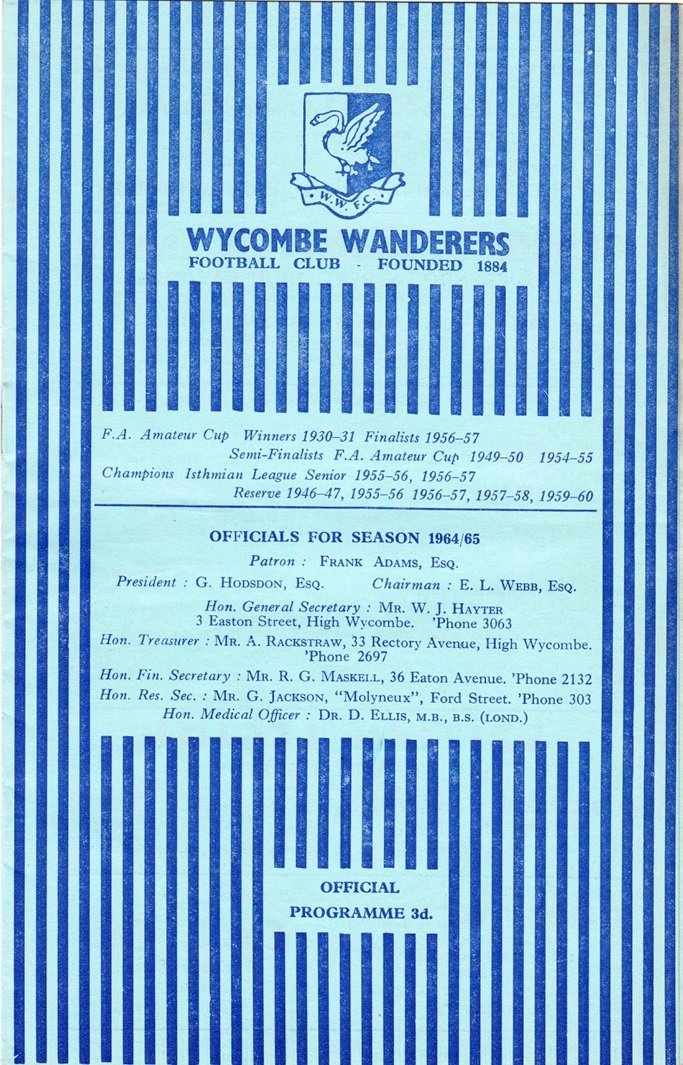 W.W.F.C.
WYCOMBE WANDERERS
FOOTBALL CLUB - FOUNDED 1884
F.A. Amateur Cup Winners 1930–31 Finalists 1956–57
Semi-Finalists F.A. Amateur Cup 1949–50 1954–55
Champions Isthmian League Senior 1955–56, 1956–57
Reserve 1946–47, 1955–56 1956–57, 1957–58, 1959–60
OFFICIALS FOR SEASON 1964/65
Patron : FRANK ADAMS, ESQ.
President : G. HODSDON, ESQ. Chairman : E. L. WEBB, ESQ.
Hon. General Secretary : MR. W. J. HAYTER
3 Easton Street, High Wycombe. 'Phone 3063
Hon. Treasurer : MR. A. RACKSTRAW, 33 Rectory Avenue, High Wycombe.
'Phone 2697
Hon. Fin. Secretary : MR. R. G. MASKELL, 36 Eaton Avenue. 'Phone 2132
Hon. Res. Sec. : MR. G. JACKSON, "Molyneux", Ford Street. 'Phone 303
Hon. Medical Officer : DR. D. ELLIS, M.B., B.S. (LOND.)
OFFICIAL
PROGRAMME 3d.